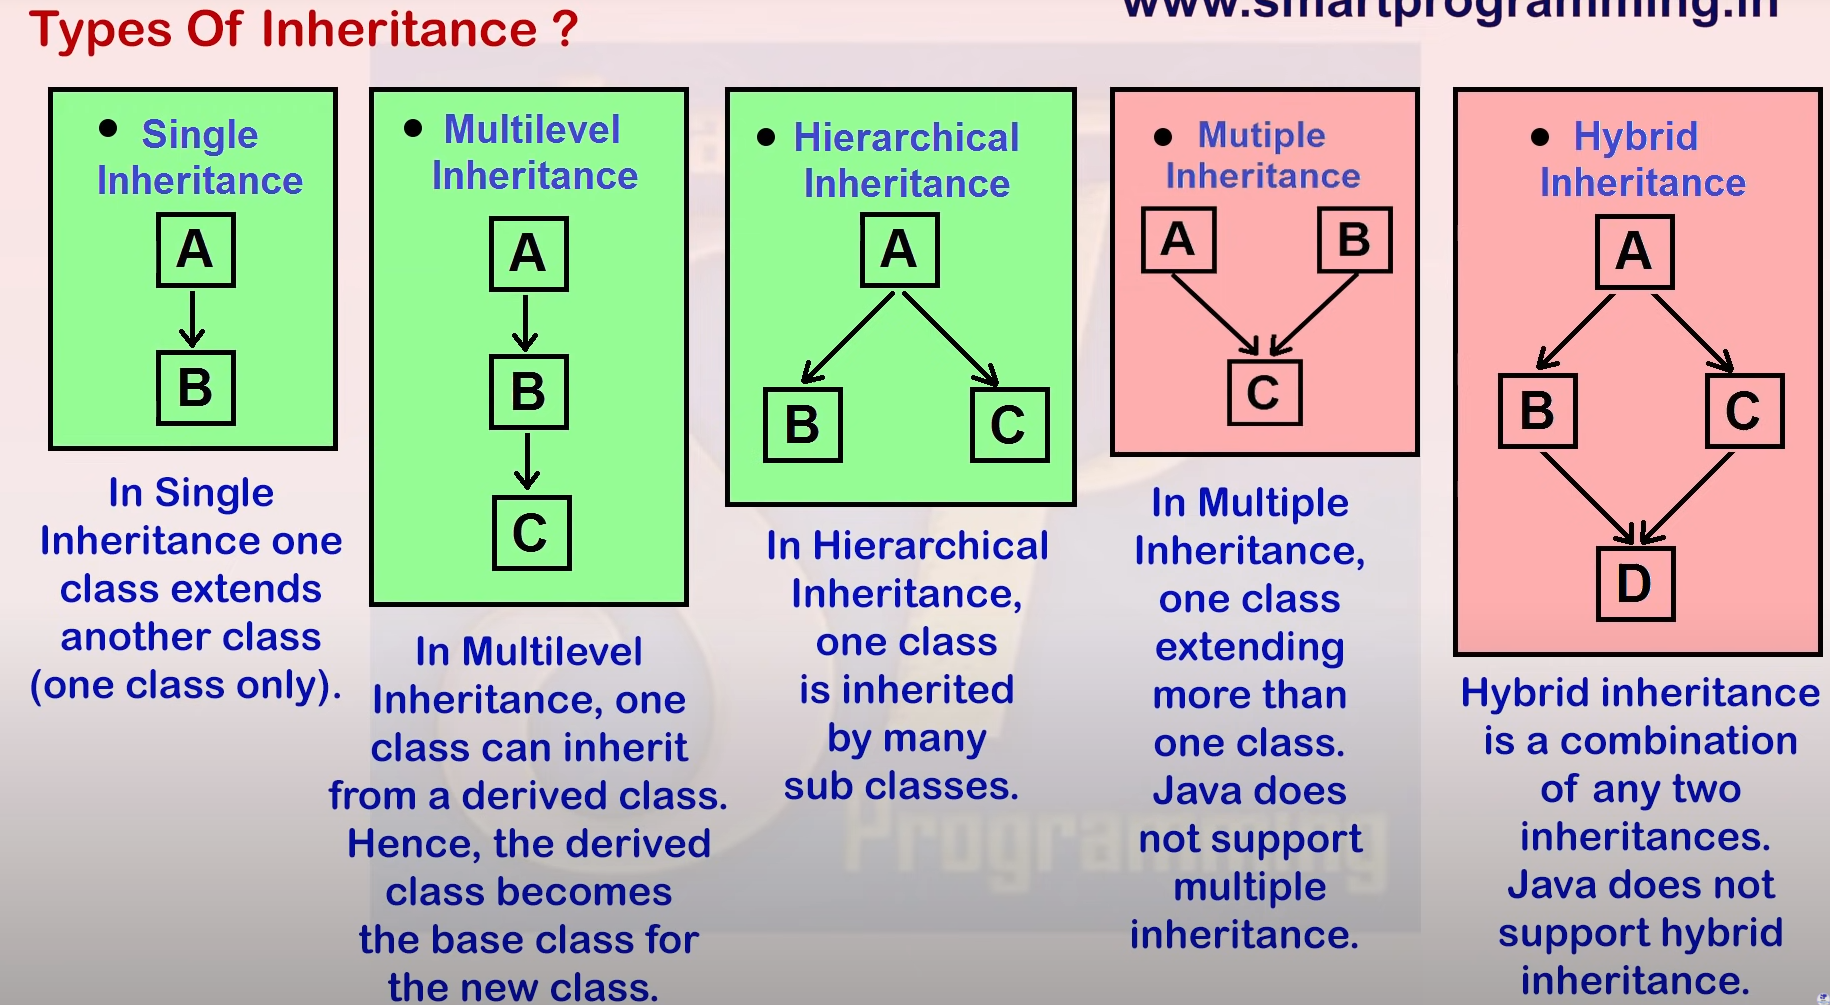 Types Of Inheritance ?
www.smartprogramming.in
• Single
Inheritance
A
B
In Single
Inheritance one
class extends
another class
(one class only).
• Multilevel
Inheritance
A
B
C
In Multilevel
Inheritance, one
class can inherit
from a derived class.
Hence, the derived
class becomes
the base class for
the new class.
• Hierarchical
Inheritance
A
B C
In Hierarchical
Inheritance,
one class
is inherited
by many
sub classes.
• Mutiple
Inheritance
A B
C
In Multiple
Inheritance,
one class
extending
more than
one class.
Java does
not support
multiple
inheritance.
• Hybrid
Inheritance
A
B C
D
Hybrid inheritance
is a combination
of any two
inheritances.
Java does not
support hybrid
inheritance.
Programming